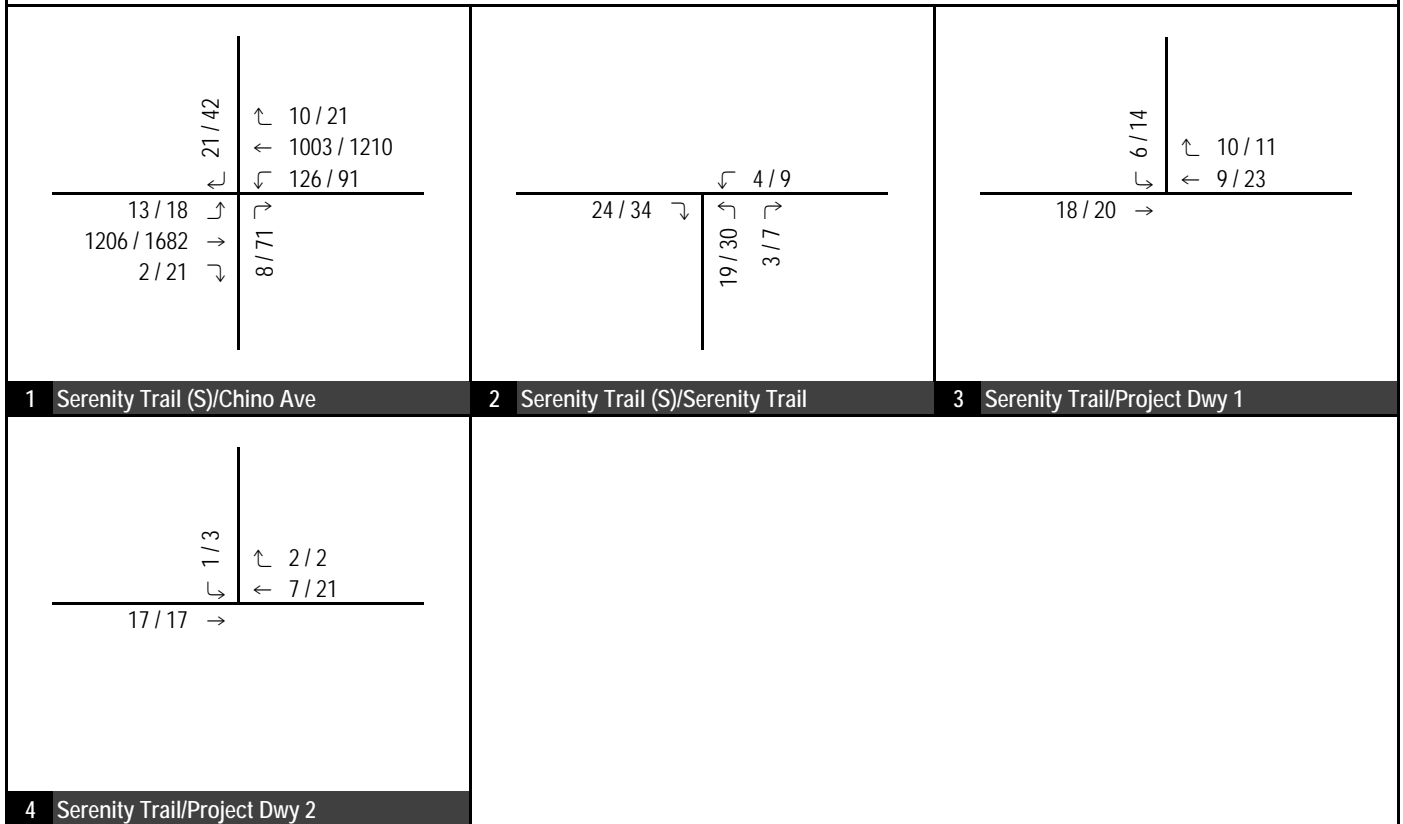 21 / 42
↑ 10 / 21
← 1003 / 1210
126 / 91
13 / 18
1206 / 1682 →
2 / 21
8 / 71
1 Serenity Trail (S)/Chino Ave
4 / 9
24 / 34
19 / 30
3 / 7
2 Serenity Trail (S)/Serenity Trail
6 / 14
10 / 11
← 9 / 23
18 / 20 →
3 Serenity Trail/Project Dwy 1
1 / 3
2 / 2
← 7 / 21
17 / 17 →
4 Serenity Trail/Project Dwy 2